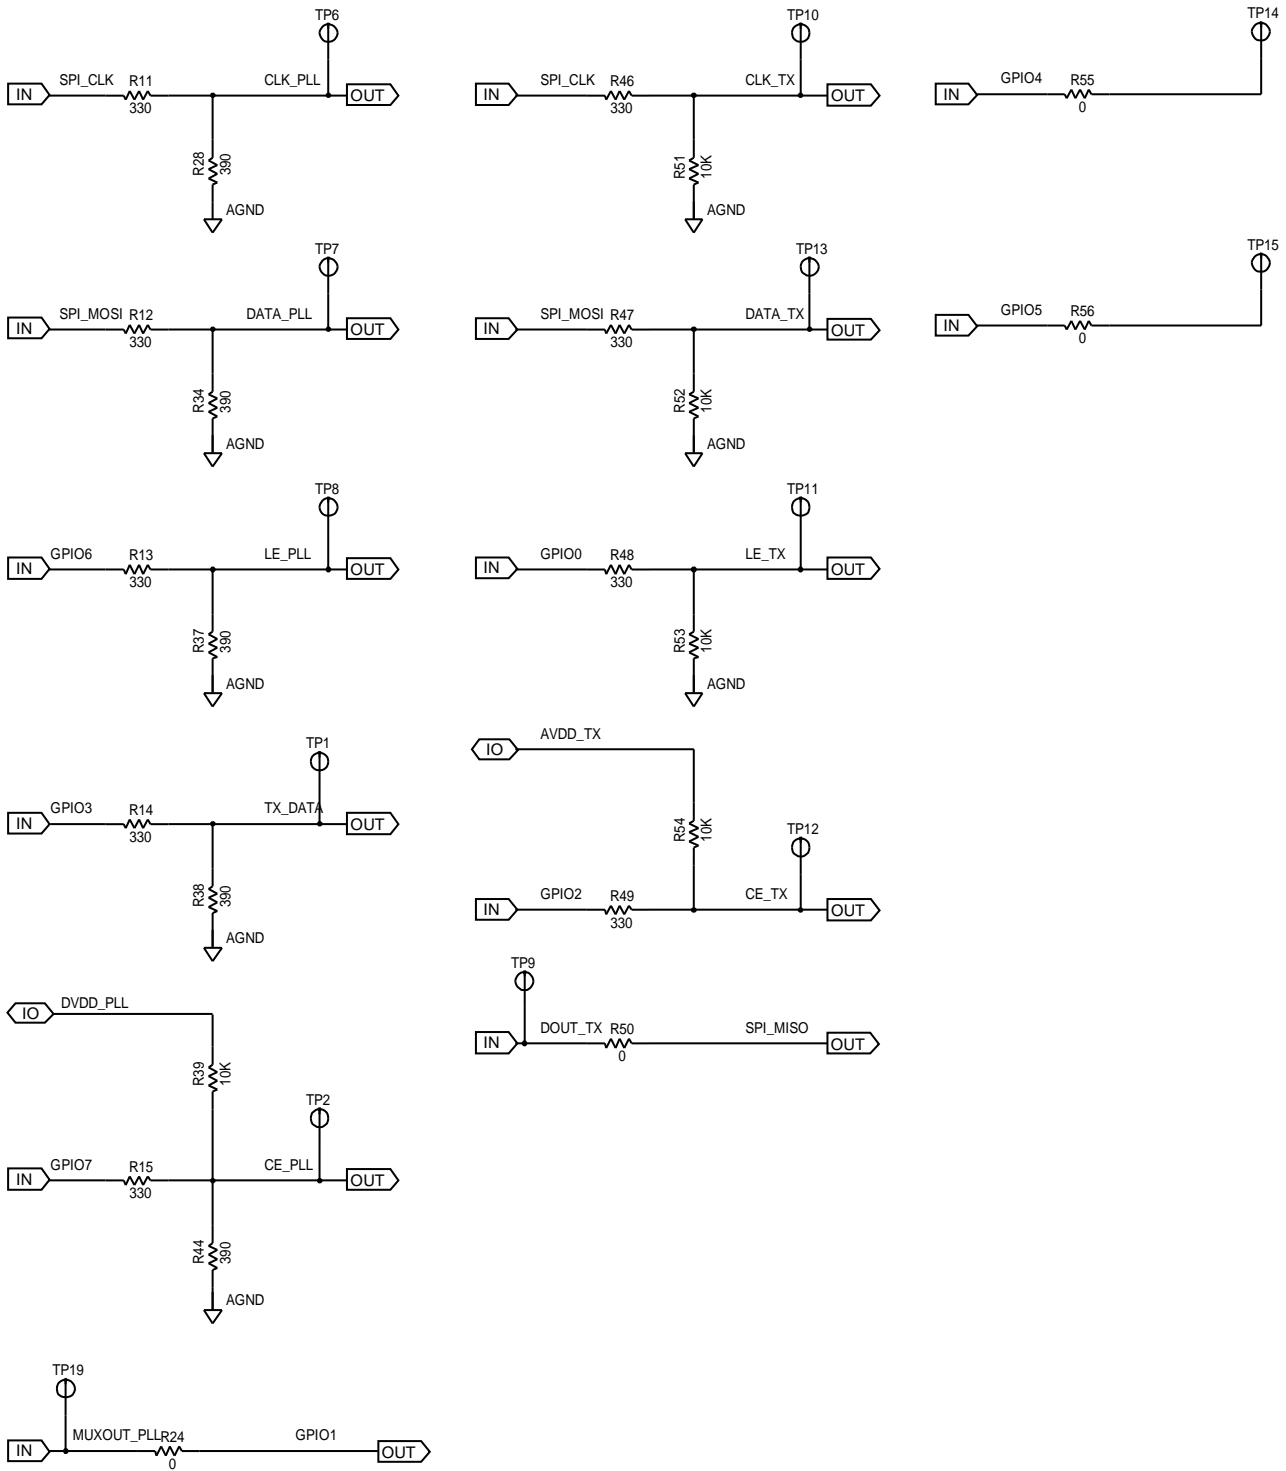 TP6
IN SPI_CLK R11 CLK_PLL OUT
330
R28 390
AGND
TP7
IN SPI_MOSI R12 DATA_PLL OUT
330
R34 390
AGND
TP8
IN GPIO6 R13 LE_PLL OUT
330
R37 390
AGND
TP1
IN GPIO3 R14 TX_DATA OUT
330
R38 390
AGND
IO DVDD_PLL
R39 10K
TP2
IN GPIO7 R15 CE_PLL OUT
330
R44 390
AGND
TP19
IN MUXOUT_PLL R24 GPIO1 OUT
0
TP10
IN SPI_CLK R46 CLK_TX OUT
330
R51 10K
AGND
TP13
IN SPI_MOSI R47 DATA_TX OUT
330
R52 10K
AGND
TP11
IN GPIO0 R48 LE_TX OUT
330
R53 10K
AGND
IO AVDD_TX
R54 10K
TP12
IN GPIO2 R49 CE_TX OUT
330
TP9
IN DOUT_TX R50 SPI_MISO OUT
0
TP14
IN GPIO4 R55
0
TP15
IN GPIO5 R56
0